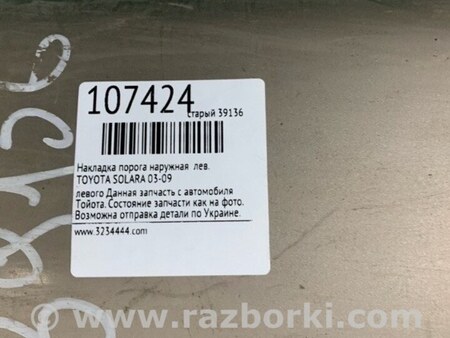 107424
старый 39136
Накладка порога наружная лев.
TOYOTA SOLARA 03-09
левого Данная запчасть с автомобиля
Тойота. Состояние запчасти как на фото.
Возможна отправка детали по Украине.
www.3234444.com
www.razborki.com